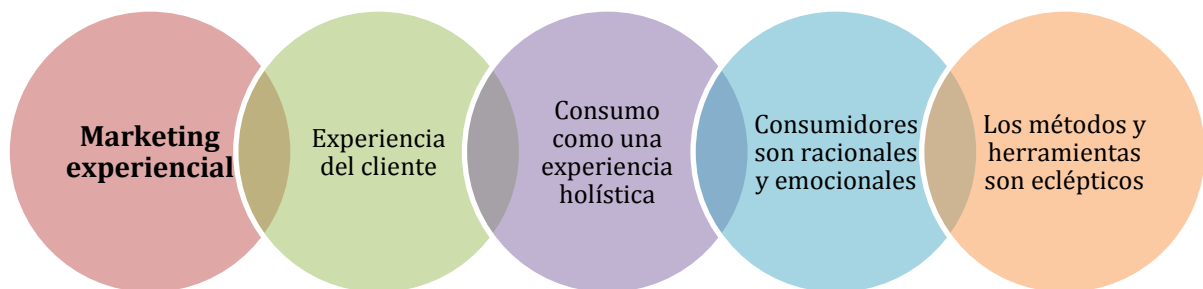 Marketing
experiencial
Experiencia
del cliente
Consumo
como una
experiencia
holística
Consumidores
son racionales
y emocionales
Los métodos y
herramientas
son eclépticos